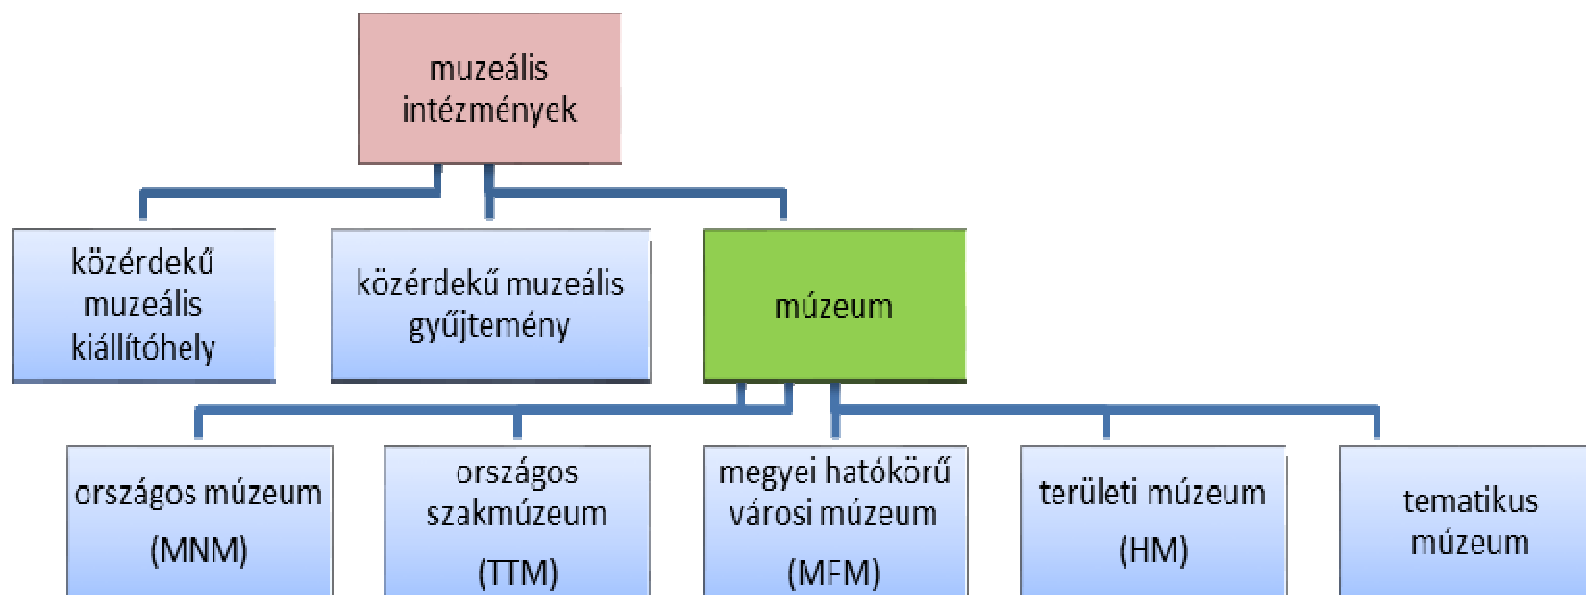 muzeális
intézmények
közérdekű
muzeális
kiállítóhely
közérdekű muzeális
gyűjtemény
múzeum
országos múzeum
(MNM)
országos
szakmúzeum
(TTM)
megyei hatókörű
városi múzeum
(MFM)
területi múzeum
(HM)
tematikus
múzeum